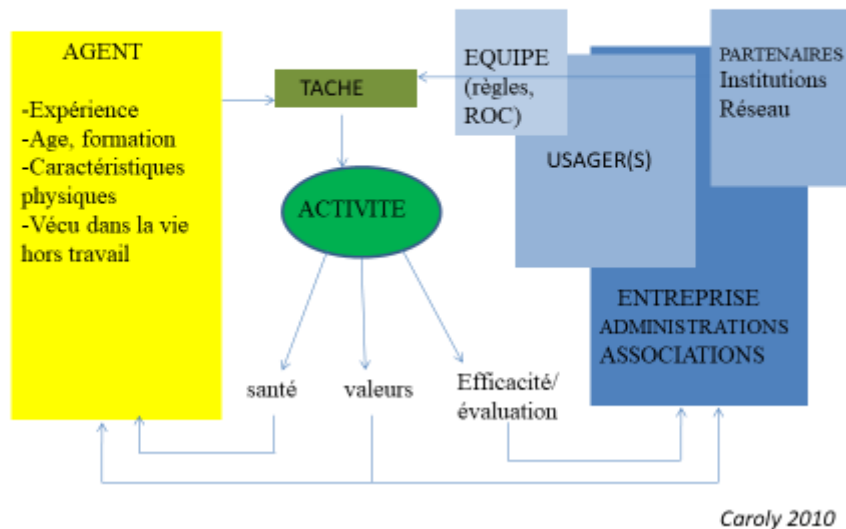 AGENT
-Expérience
-Age, formation
-Caractéristiques
physiques
-Vécu dans la vie
hors travail
TACHE
ACTIVITE
EQUIPE
(règles,
ROC)
USAGER(S)
PARTENAIRES
Institutions
Réseau
ENTREPRISE
ADMINISTRATIONS
ASSOCIATIONS
santé
valeurs
Efficacité/
évaluation
Caroly 2010